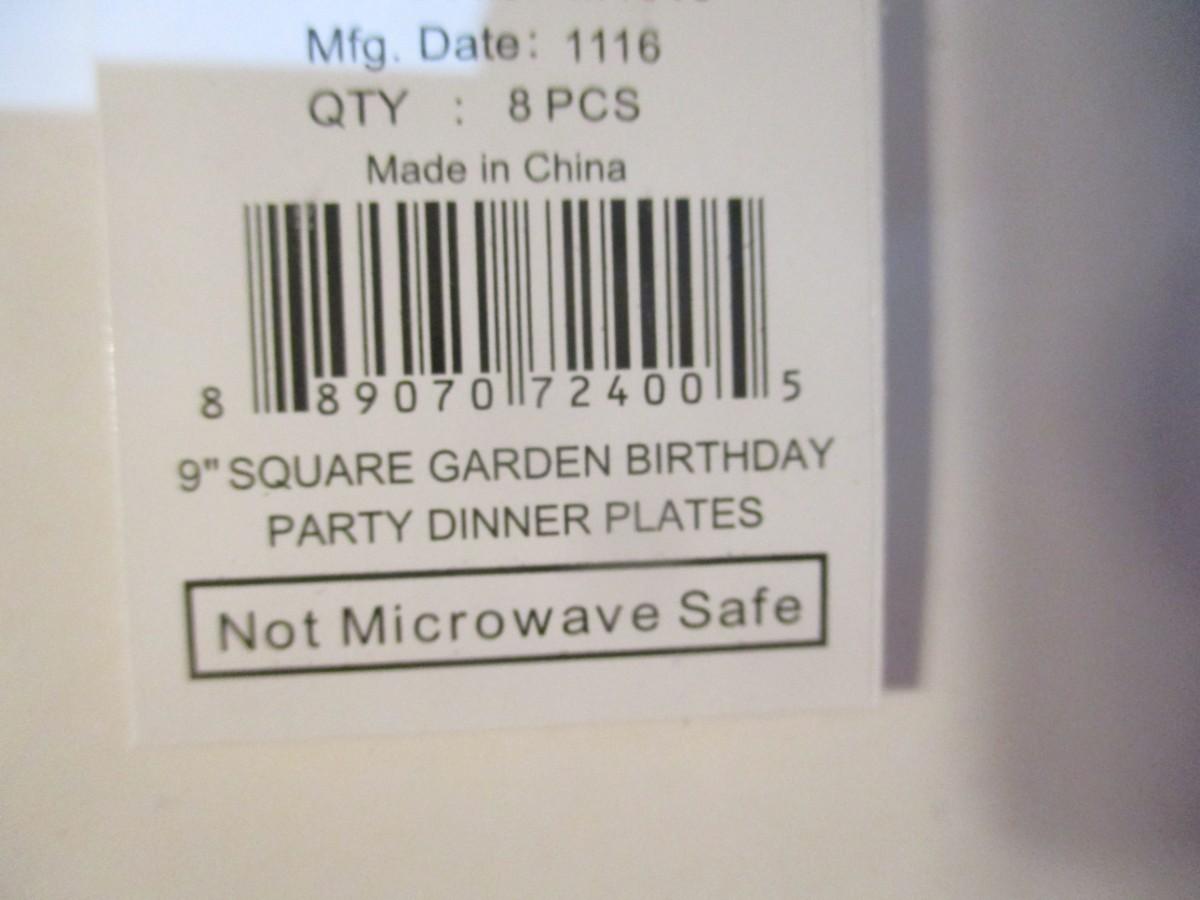 Mfg. Date: 1116
QTY : 8 PCS
Made in China
8 89070 72400 5
9" SQUARE GARDEN BIRTHDAY
PARTY DINNER PLATES
Not Microwave Safe